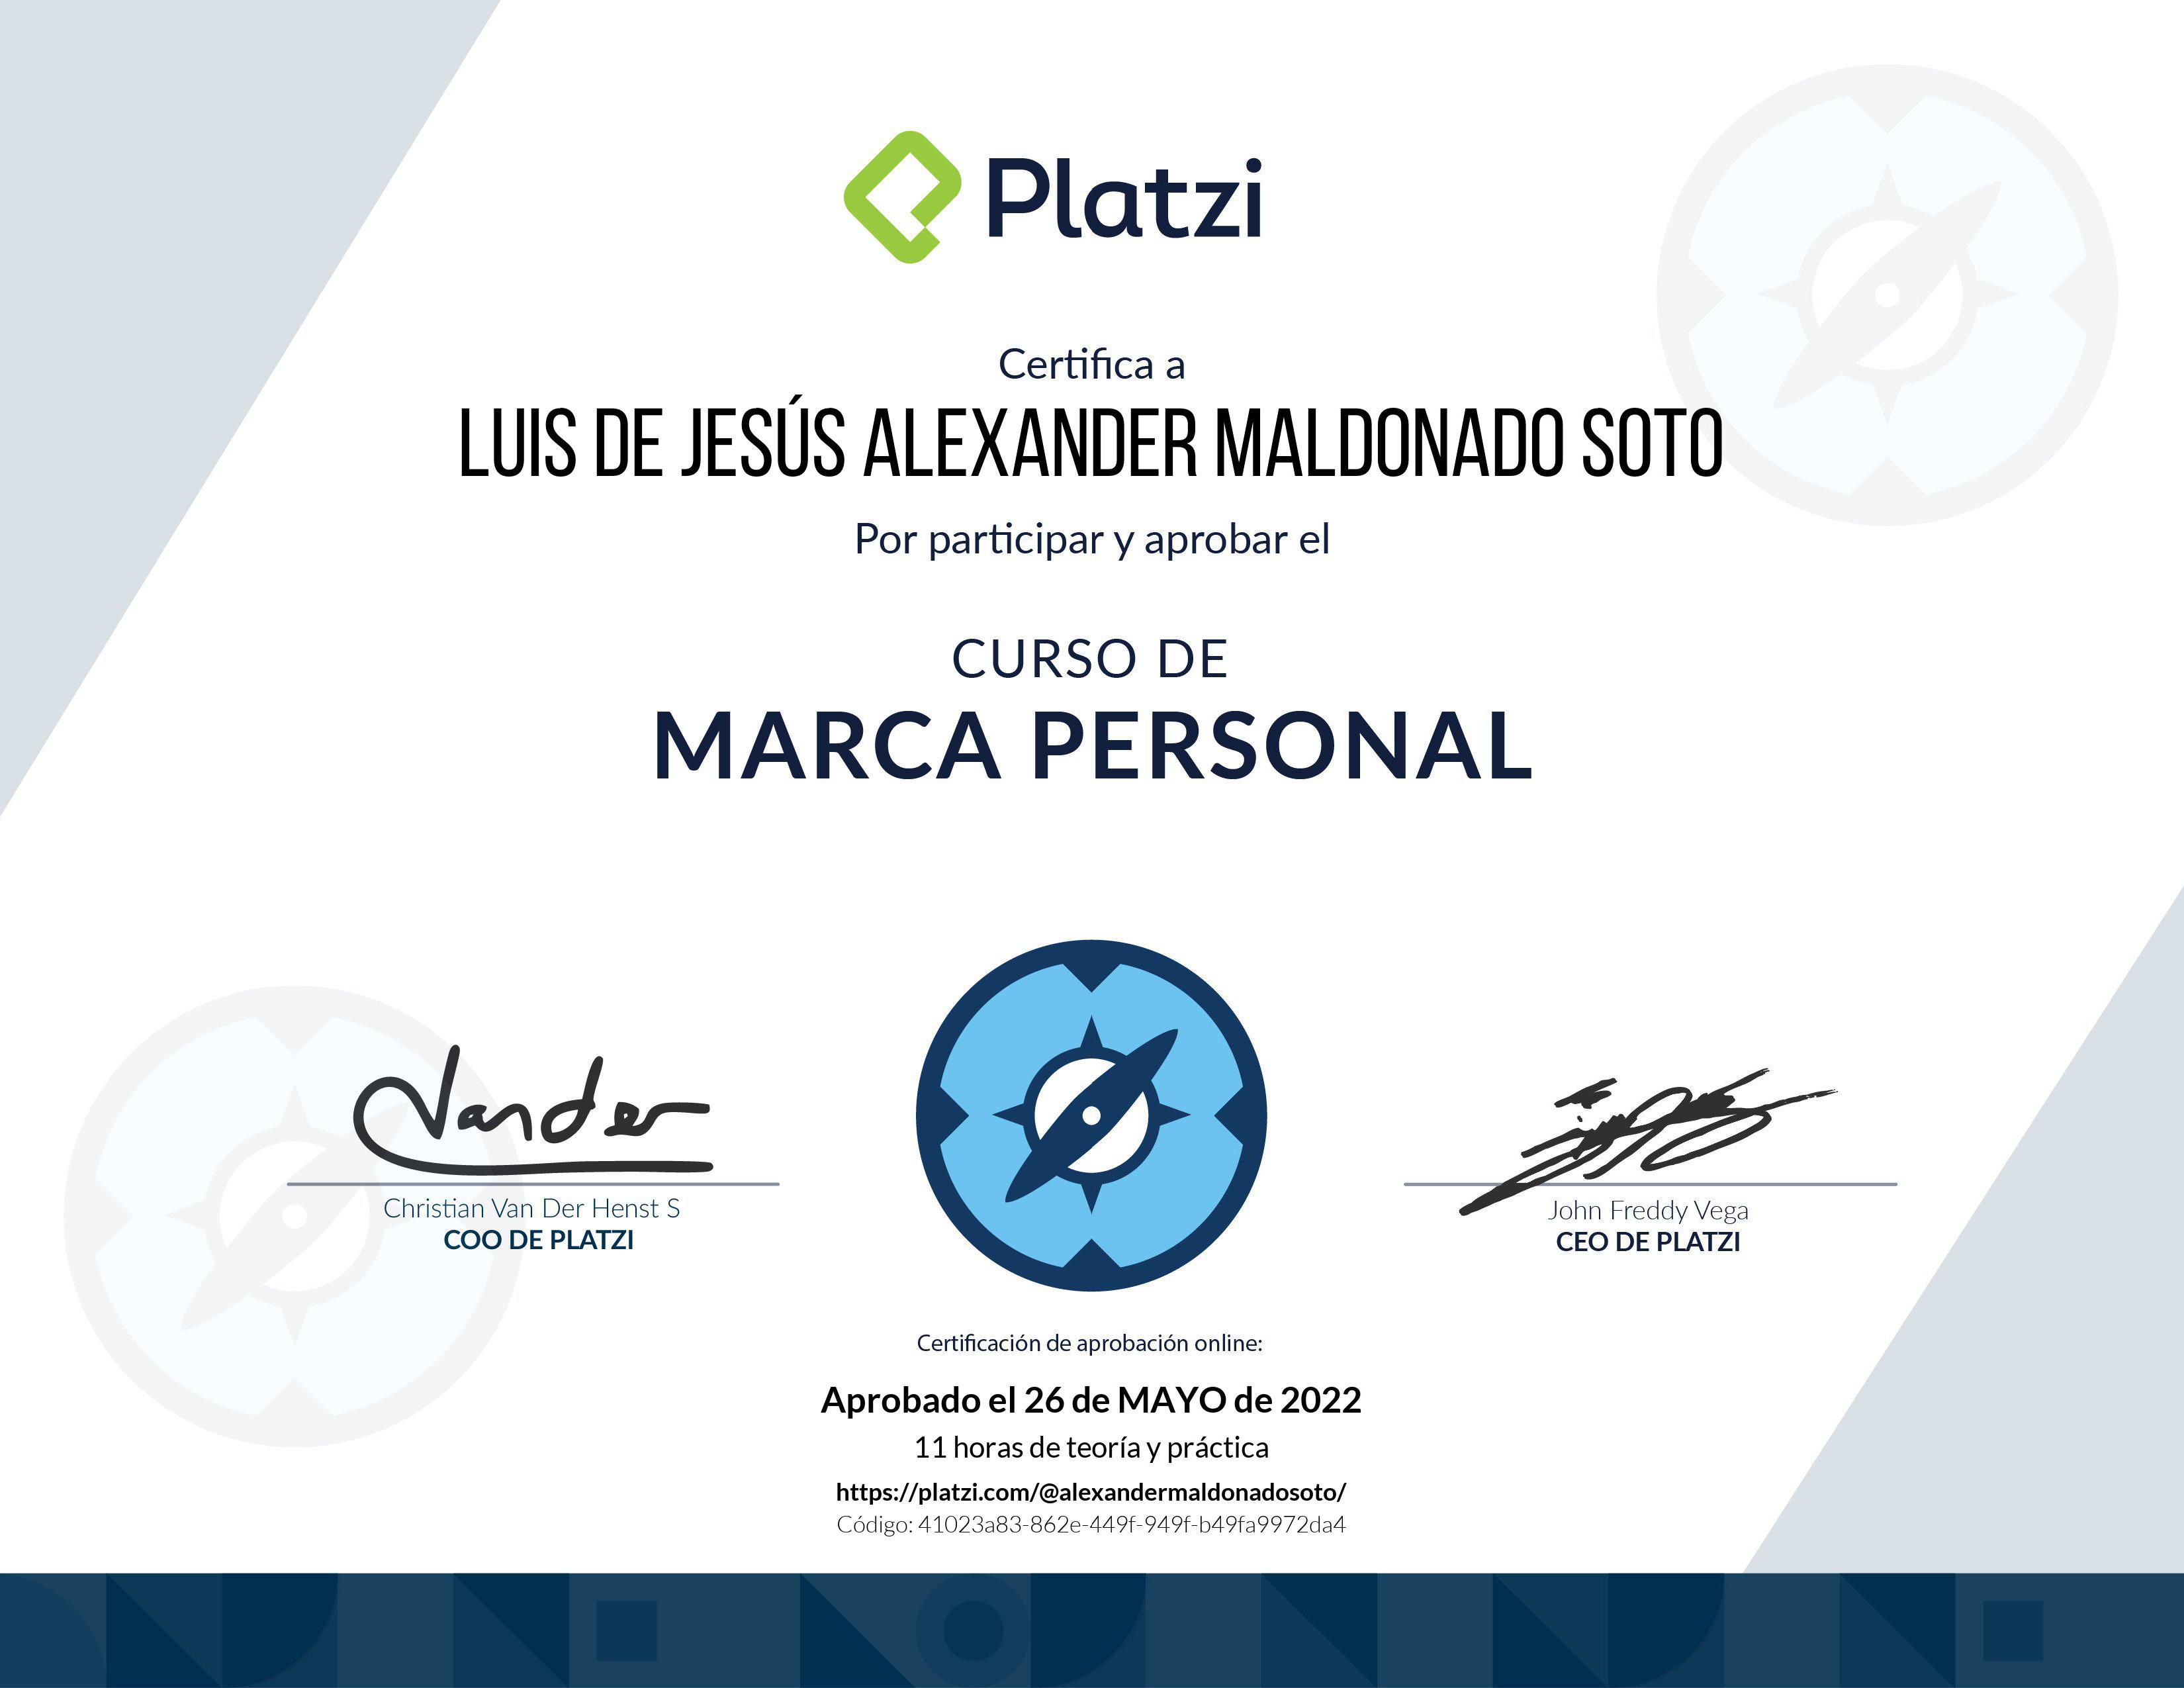 Platzi
Certifica a
LUIS DE JESÚS ALEXANDER MALDONADO SOTO
Por participar y aprobar el
CURSO DE
MARCA PERSONAL
Vander
Christian Van Der Henst S
COO DE PLATZI
John Freddy Vega
CEO DE PLATZI
Certificación de aprobación online:
Aprobado el 26 de MAYO de 2022
11 horas de teoría y práctica
https://platzi.com/@alexandermaldonadosoto/
Código: 41023a83-862e-449f-949f-b49fa9972da4